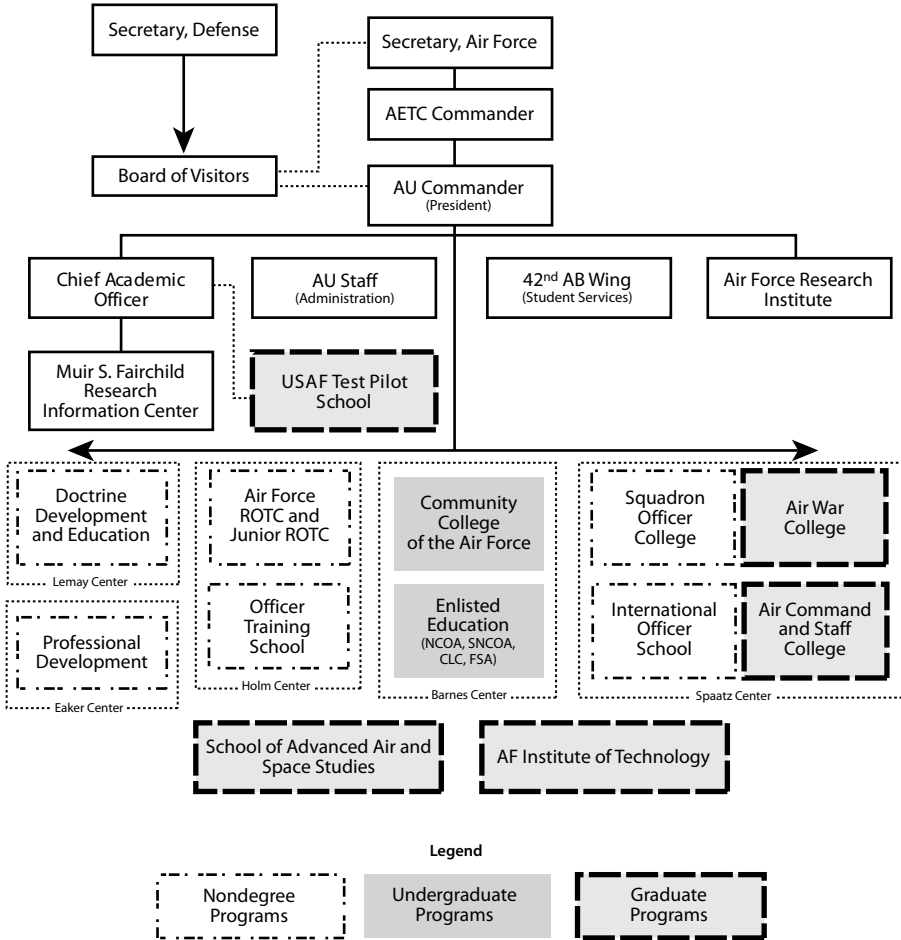 Secretary, Defense
Secretary, Air Force
AETC Commander
Board of Visitors
AU Commander
(President)
Chief Academic
Officer
AU Staff
(Administration)
42nd AB Wing
(Student Services)
Air Force Research
Institute
Muir S. Fairchild
Research
Information Center
USAF Test Pilot
School
Doctrine
Development
and Education
Lemay Center
Professional
Development
Eaker Center
Air Force
ROTC and
Junior ROTC
Officer
Training
School
Holm Center
Community
College
of the Air Force
Enlisted
Education
(NCOA, SNCOA,
CLC, FSA)
Barnes Center
Squadron
Officer
College
Air War
College
International
Officer
School
Air Command
and Staff
College
Spaatz Center
School of Advanced Air and
Space Studies
AF Institute of Technology
Legend
Nondegree
Programs
Undergraduate
Programs
Graduate
Programs